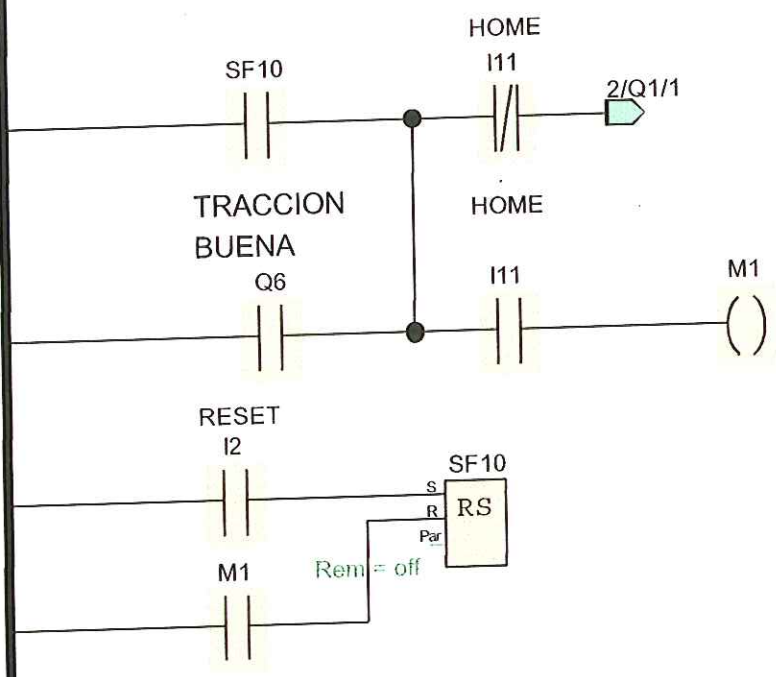 HOME
I11
SF10
2/Q1/1
TRACCION
BUENA
HOME
Q6
I11
M1
RESET
I2
SF10
S
R
RS
Par
Rem = off
M1